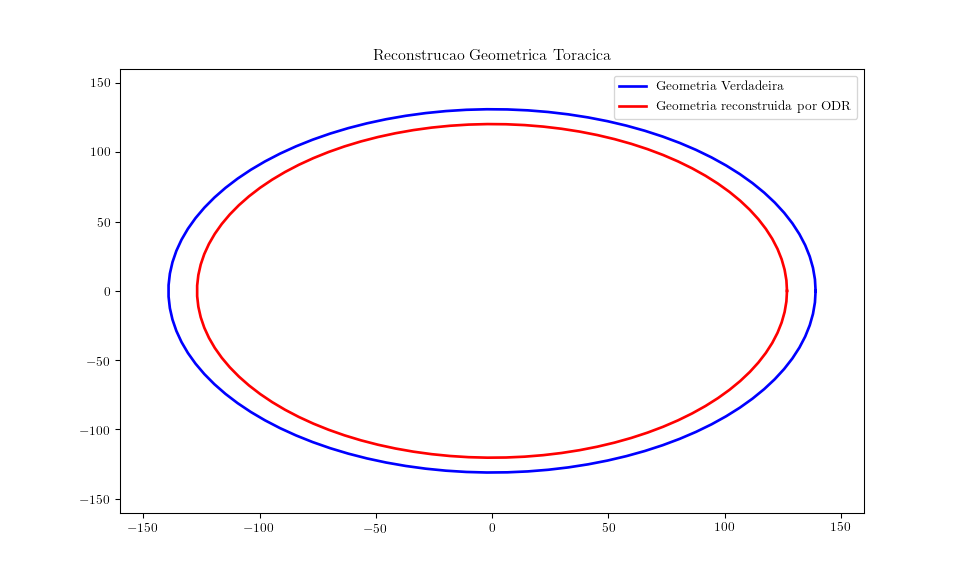 Reconstrucao Geometrica Toracica
Geometria Verdadeira
Geometria reconstruida por ODR
150
100
50
0
−50
−100
−150
−150 −100 −50 0 50 100 150